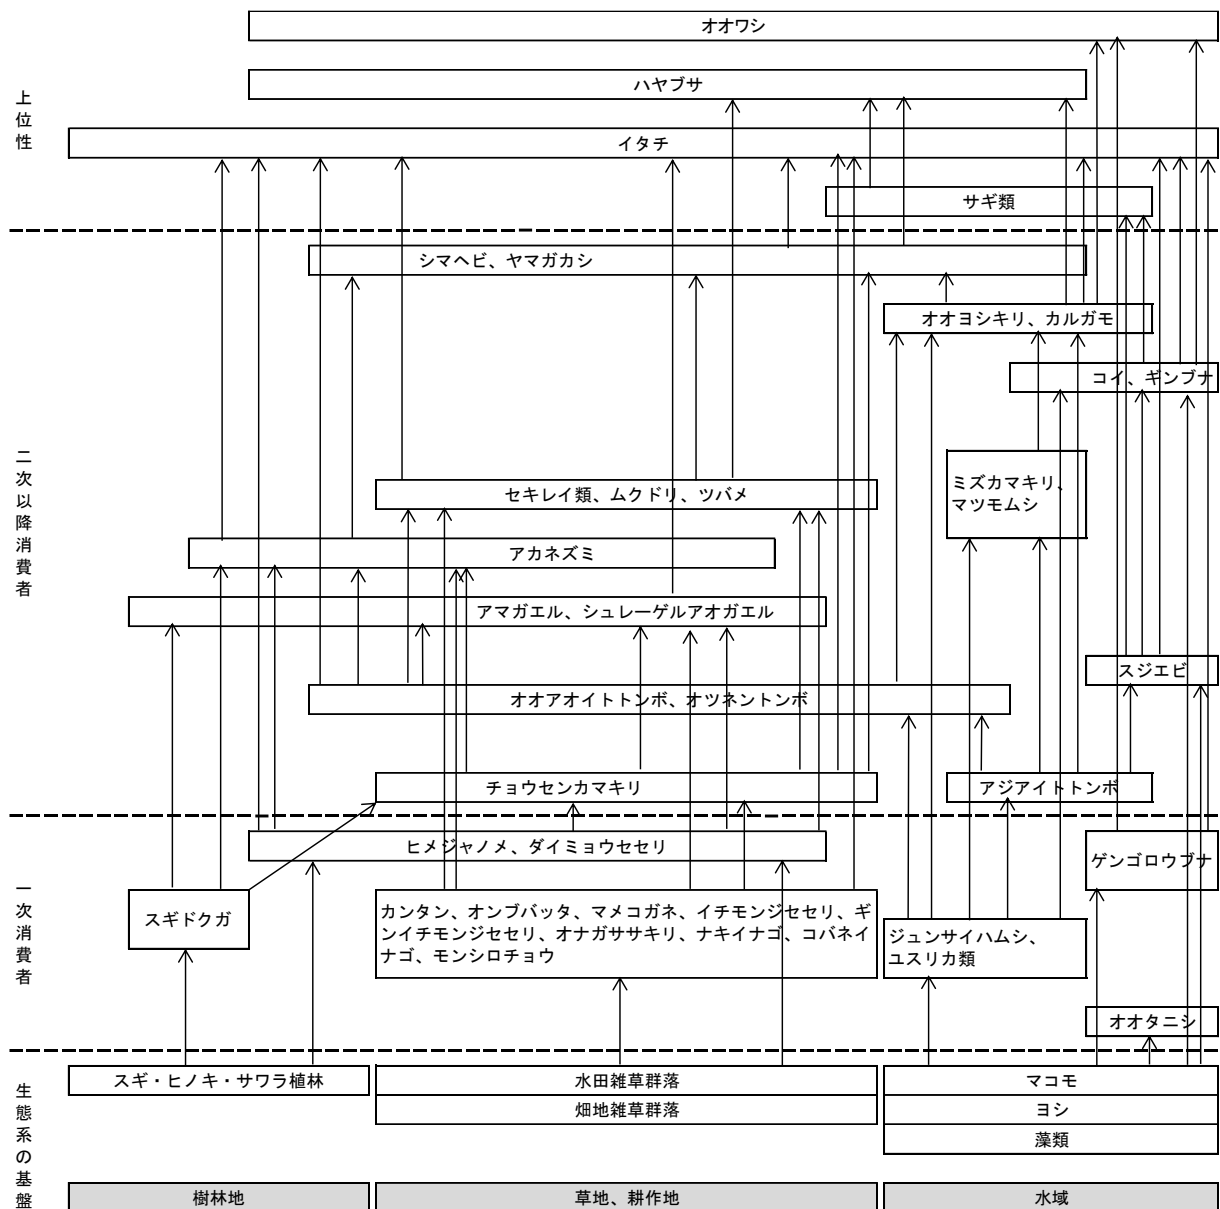 オオワシ
ハヤブサ
上位性
イタチ
サギ類
シマヘビ、ヤマガカシ
オオヨシキリ、カルガモ
コイ、ギンブナ
二次以降消費者
ミズカマキリ、
マツモムシ
セキレイ類、ムクドリ、ツバメ
アカネズミ
アマガエル、シュレーゲルアオガエル
スジエビ
オオアオイトトンボ、オツネントンボ
チョウセンカマキリ
アジアイトトンボ
ヒメジャノメ、ダイミョウセセリ
ゲンゴロウブナ
一次消費者
スギドクガ
カンタン、オンブバッタ、マメコガネ、イチモンジセセリ、ギ
ンイチモンジセセリ、オナガササキリ、ナキイナゴ、コバネイ
ナゴ、モンシロチョウ
ジュンサイハムシ、
ユスリカ類
オオタニシ
生態系の基盤
スギ・ヒノキ・サワラ植林
水田雑草群落
マコモ
畑地雑草群落
ヨシ
藻類
樹林地
草地、耕作地
水域